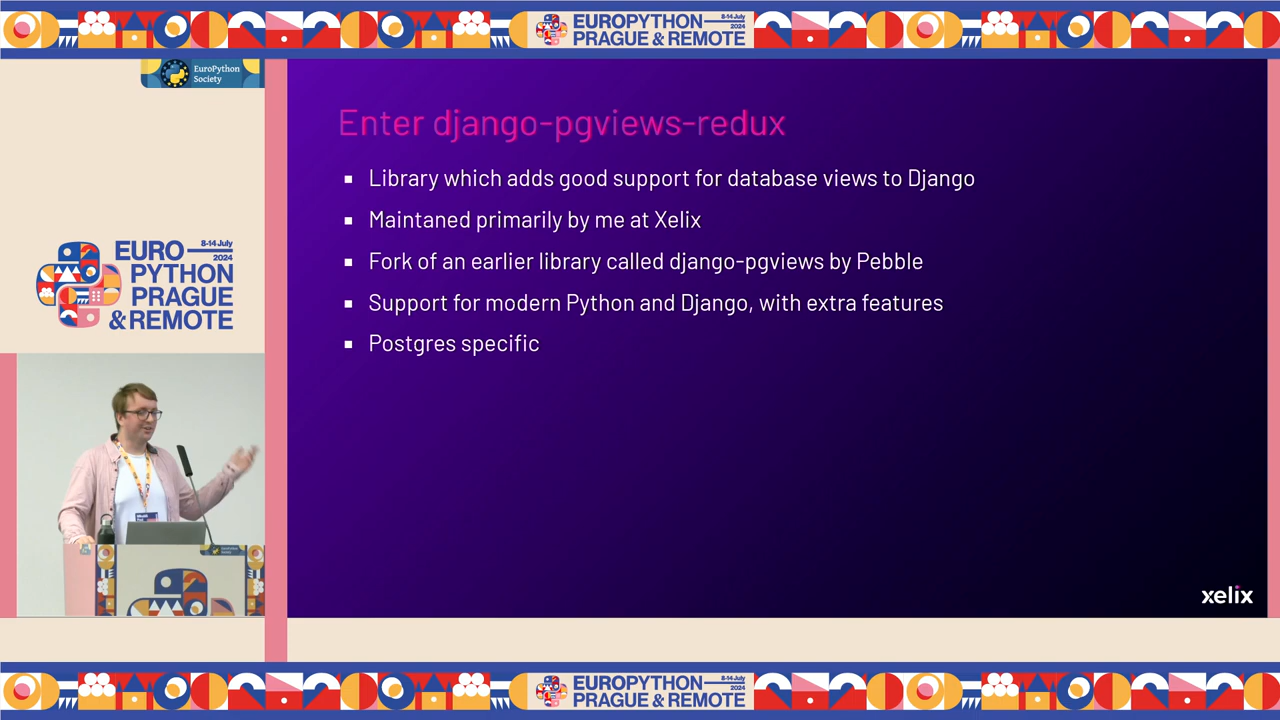 EUROPYTHON
8-14 July
2024
PRAGUE & REMOTE
EuroPython
Society
Enter django-pgviews-redux
Library which adds good support for database views to Django
Maintaned primarily by me at Xelix
Fork of an earlier library called django-pgviews by Pebble
Support for modern Python and Django, with extra features
Postgres specific
EURO
8-14 July
2024
PYTHON
PRAGUE
& REMOTE
xelix
EUROPYTHON
8-14 July
2024
PRAGUE & REMOTE